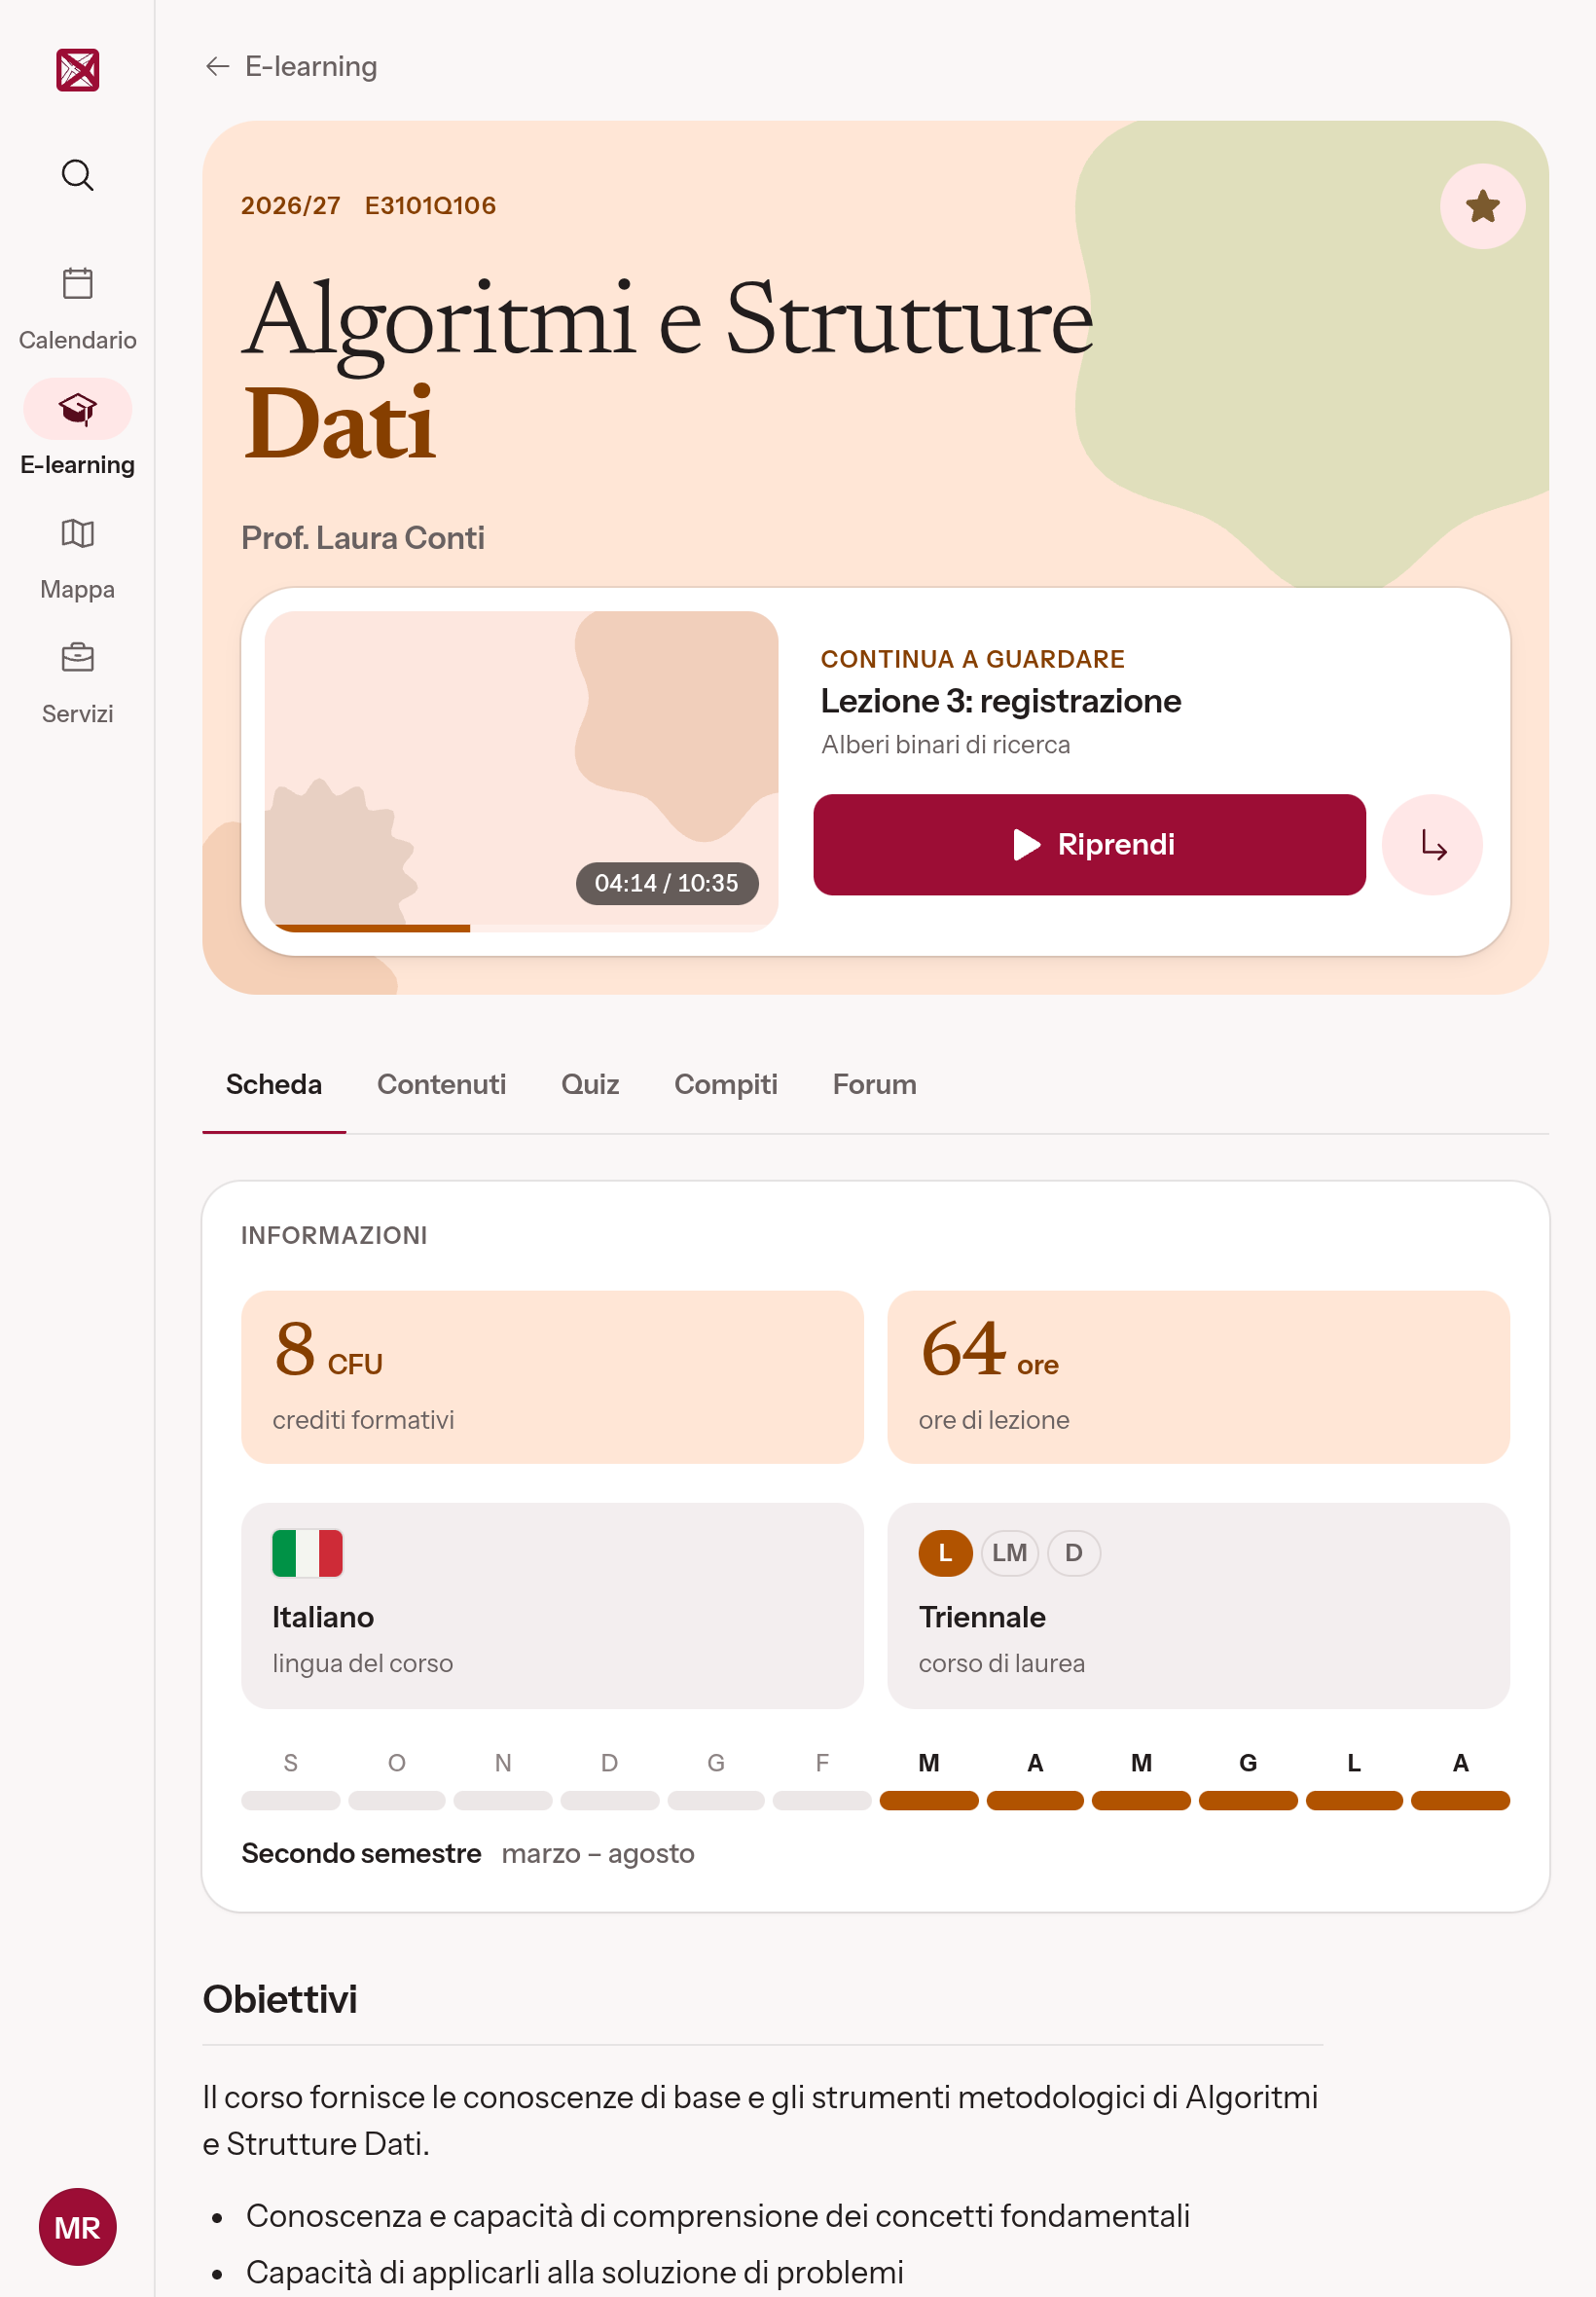 E-learning
Calendario
E-learning
Mappa
Servizi
MR
2026/27 E3101Q106
Algoritmi e Strutture
Dati
Prof. Laura Conti
04:14 / 10:35
CONTINUA A GUARDARE
Lezione 3: registrazione
Alberi binari di ricerca
Riprendi
Scheda Contenuti Quiz Compiti Forum
INFORMAZIONI
8 CFU
crediti formativi
64 ore
ore di lezione
Italiano
lingua del corso
L LM D
Triennale
corso di laurea
S O N D G F M A M G L A
Secondo semestre marzo – agosto
Obiettivi
Il corso fornisce le conoscenze di base e gli strumenti metodologici di Algoritmi
e Strutture Dati.
• Conoscenza e capacità di comprensione dei concetti fondamentali
• Capacità di applicarli alla soluzione di problemi